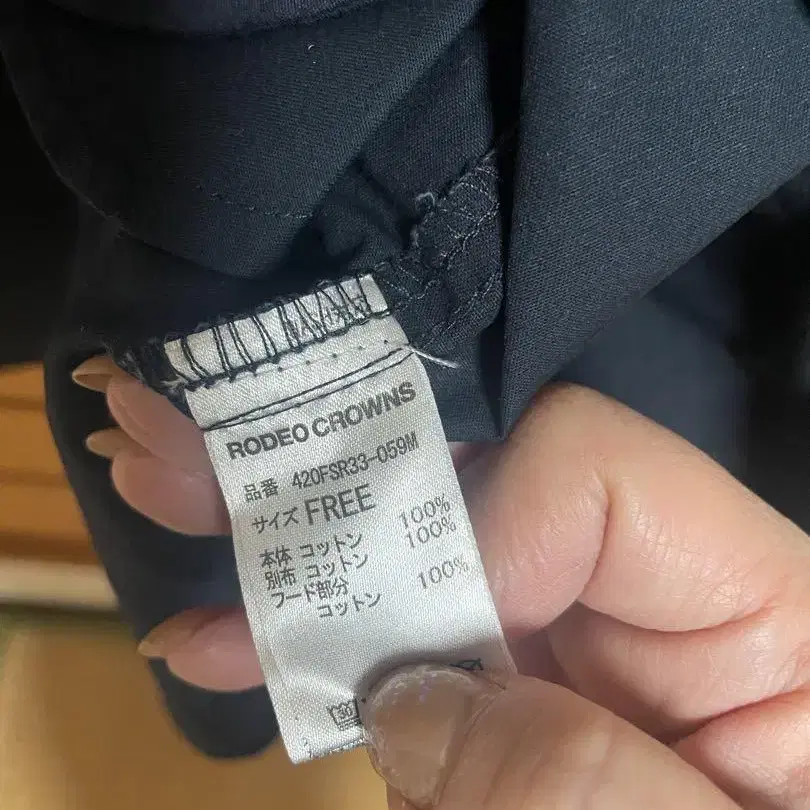 RODEO CROWNS
品番 420FSR33-059M
サイズ FREE
本体 コットン 100%
別布 コットン 100%
フード部分
コットン 100%
30